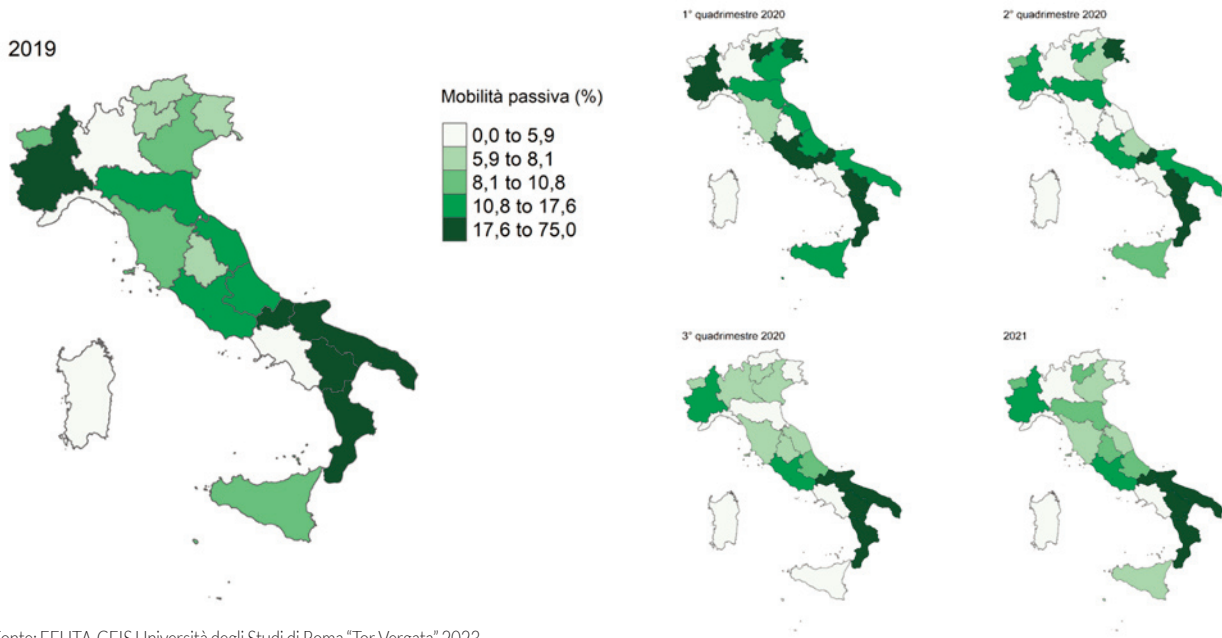 2019
Mobilità passiva (%)
0,0 to 5,9
5,9 to 8,1
8,1 to 10,8
10,8 to 17,6
17,6 to 75,0
1° quadrimestre 2020
2° quadrimestre 2020
3° quadrimestre 2020
2021
EEHTA-CEIS Università degli Studi di Roma "Tor Vergata" 2022